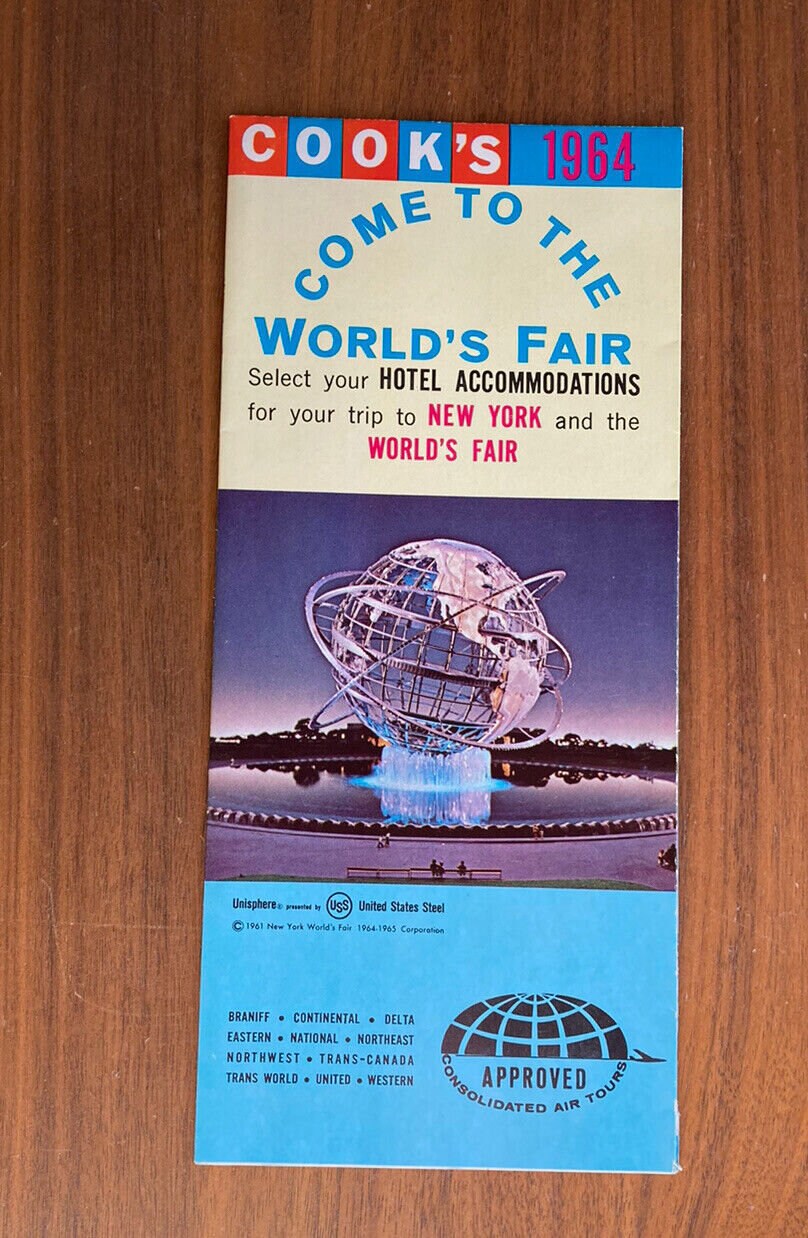 COOK'S 1964
COME TO THE
WORLD'S FAIR
Select your HOTEL ACCOMMODATIONS
for your trip to NEW YORK and the
WORLD'S FAIR
Unisphere® presented by USS United States Steel
©1961 New York World's Fair 1964-1965 Corporation
BRANIFF • CONTINENTAL • DELTA
EASTERN • NATIONAL • NORTHEAST
NORTHWEST • TRANS-CANADA
TRANS WORLD • UNITED • WESTERN
APPROVED
CONSOLIDATED AIR TOURS